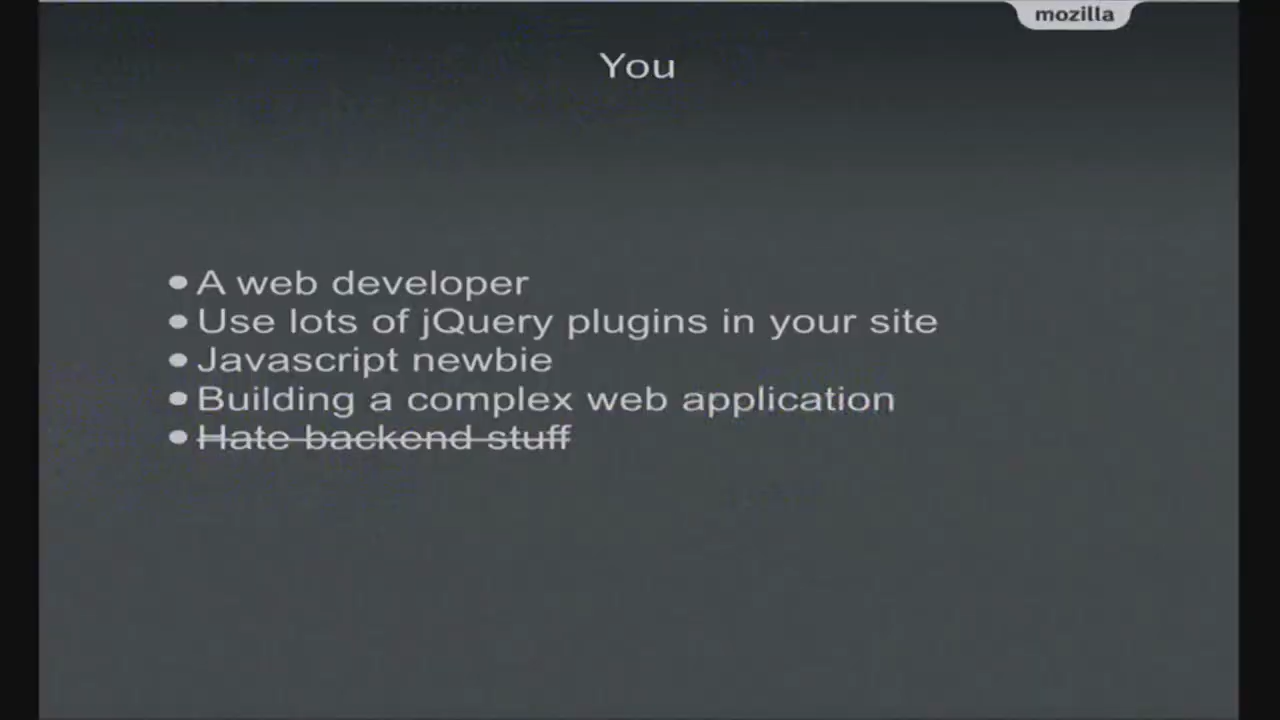 mozilla
You
• A web developer
• Use lots of jQuery plugins in your site
• Javascript newbie
• Building a complex web application
• Hate backend stuff